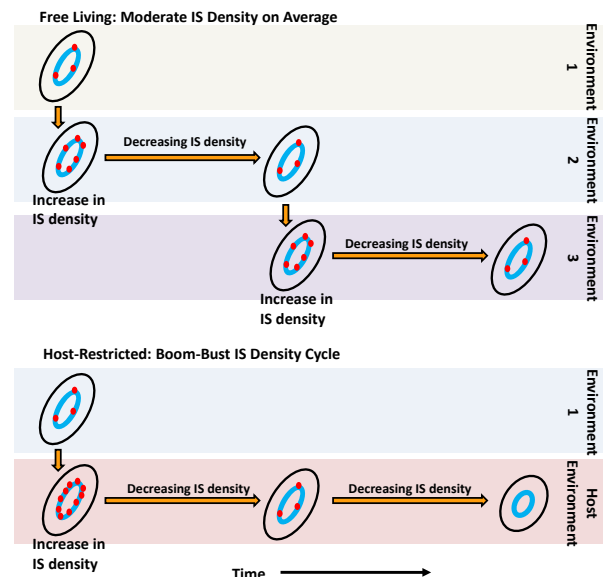 Free Living: Moderate IS Density on Average
Environment
1
Decreasing IS density
Environment
2
Increase in
IS density
Decreasing IS density
Environment
3
Increase in
IS density
Host-Restricted: Boom-Bust IS Density Cycle
Environment
1
Decreasing IS density
Decreasing IS density
Host
Environment
Increase in
IS density
Time